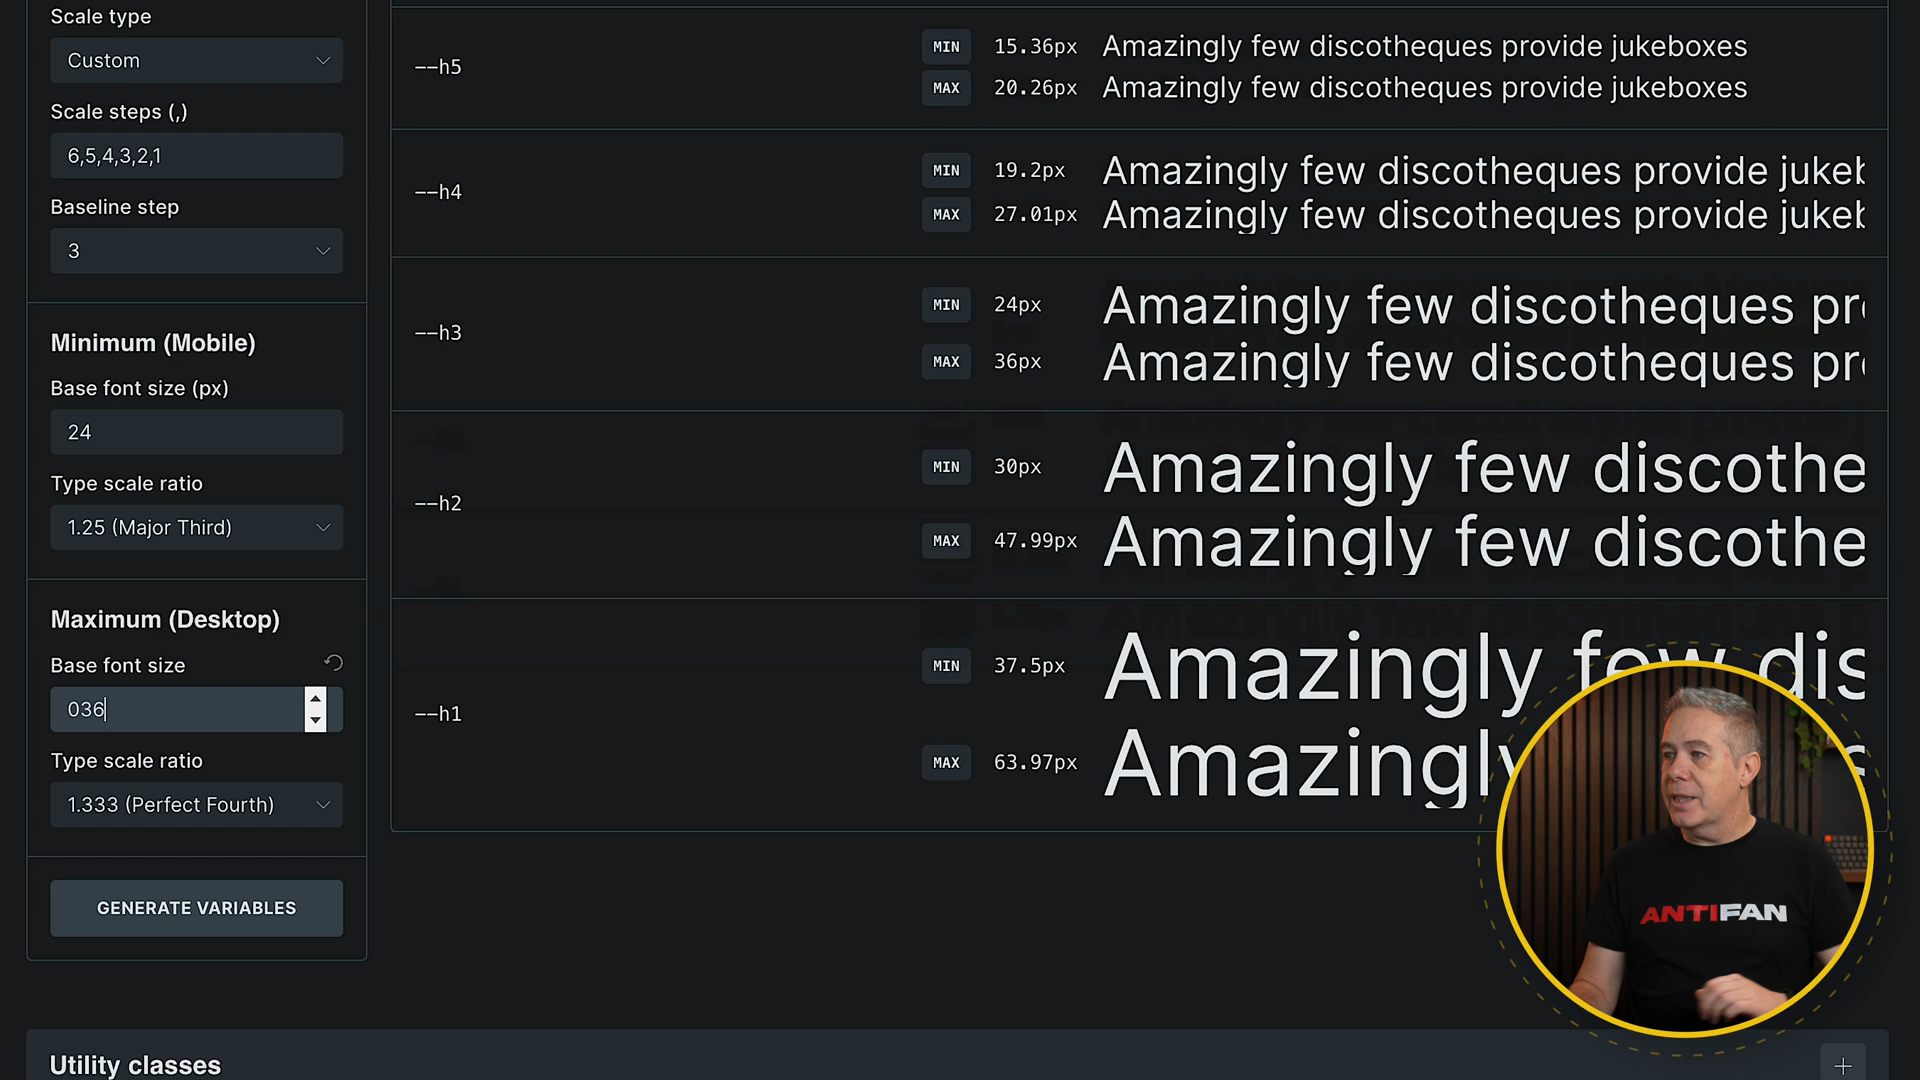 Scale type
Custom
Scale steps (,)
6,5,4,3,2,1
Baseline step
3
Minimum (Mobile)
Base font size (px)
24
Type scale ratio
1.25 (Major Third)
Maximum (Desktop)
Base font size
036
Type scale ratio
1.333 (Perfect Fourth)
GENERATE VARIABLES
--h5
MIN 15.36px Amazingly few discotheques provide jukeboxes
MAX 20.26px Amazingly few discotheques provide jukeboxes
--h4
MIN 19.2px Amazingly few discotheques provide jukeb
MAX 27.01px Amazingly few discotheques provide jukeb
--h3
MIN 24px Amazingly few discotheques pr
MAX 36px Amazingly few discotheques pr
--h2
MIN 30px Amazingly few discothe
MAX 47.99px Amazingly few discothe
--h1
MIN 37.5px Amazingly few dis
MAX 63.97px Amazingly
ANTIFAN
Utility classes